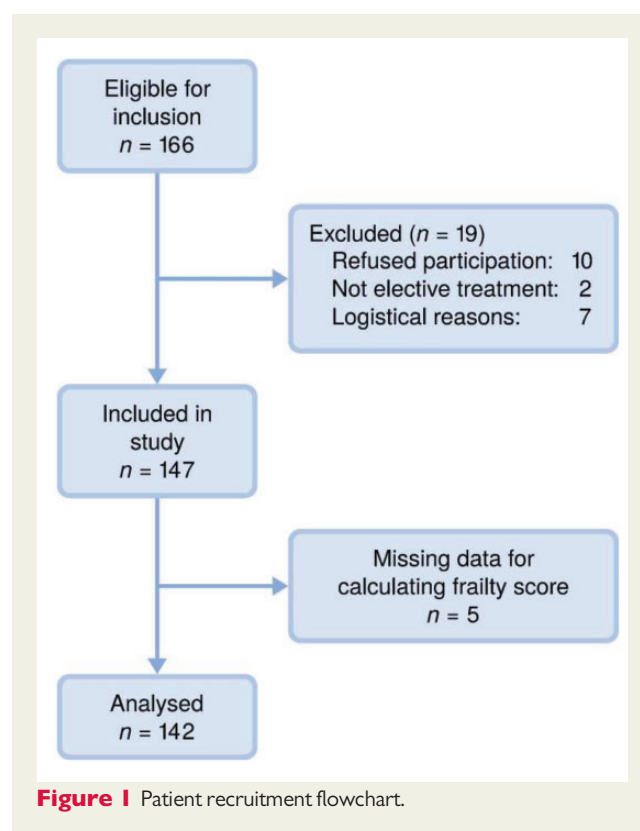 Eligible for
inclusion
n = 166
Excluded (n = 19)
Refused participation: 10
Not elective treatment: 2
Logistical reasons: 7
Included in
study
n = 147
Missing data for
calculating frailty score
n = 5
Analysed
n = 142
Figure 1 Patient recruitment flowchart.